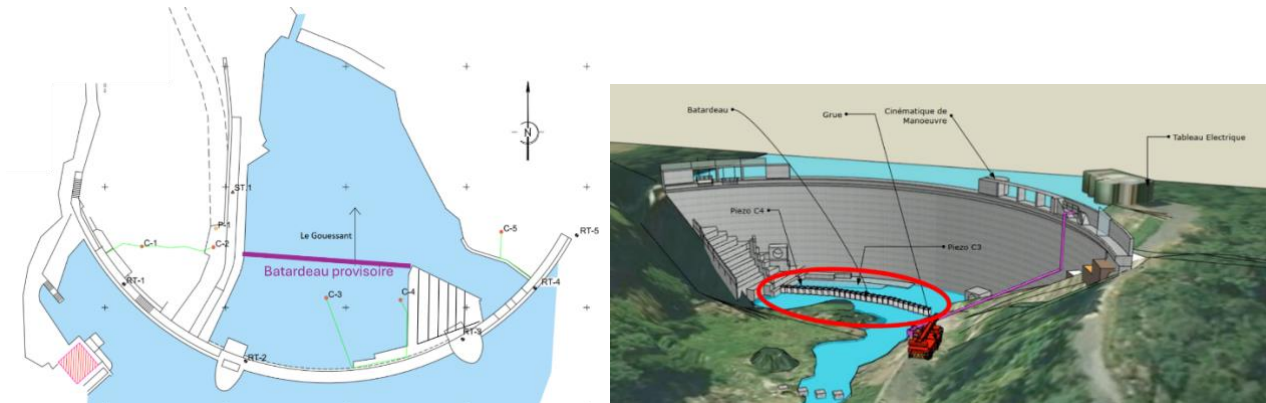 N
ST.1
P-1
C-1
C-2
RT-1
Le Gouessant
Batardeau provisoire
C-5
RT-5
RT-4
C-3
C-4
RT-3
RT-2
Batardeau
Grue
Cinématique de
Manoeuvre
Tableau Electrique
Piezo C4
Piezo C3